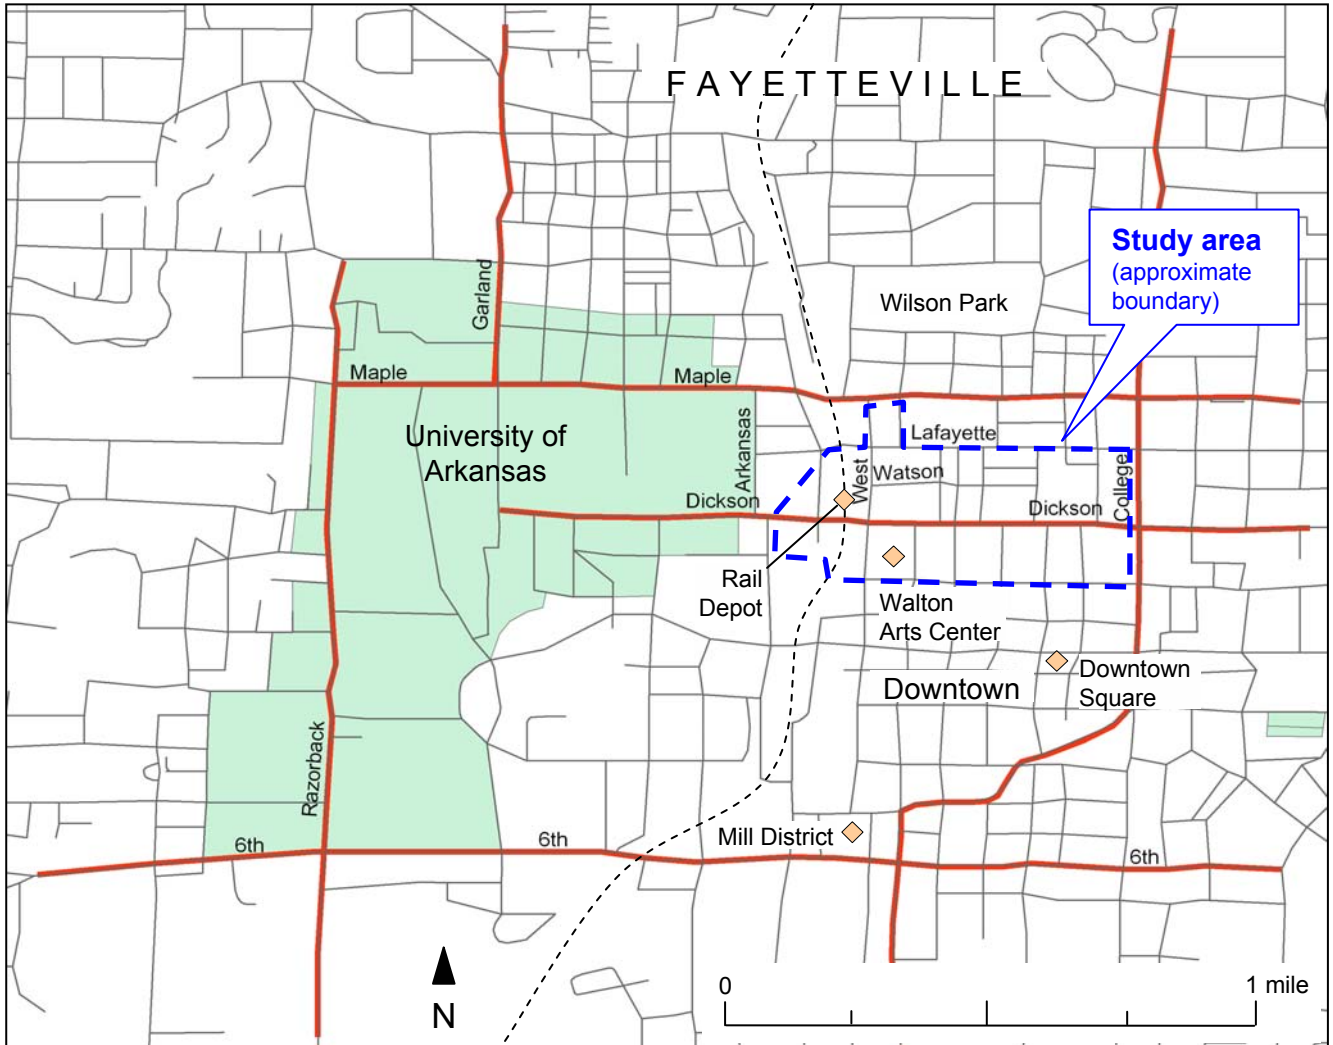 FAYETTEVILLE
Study area
(approximate
boundary)
Garland
Wilson Park
Maple
Maple
University of
Arkansas
Arkansas
Lafayette
West
Watson
College
Dickson
Dickson
Rail
Depot
Walton
Arts Center
Downtown
Square
Downtown
Razorback
Mill District
6th
6th
6th
N
0
1 mile